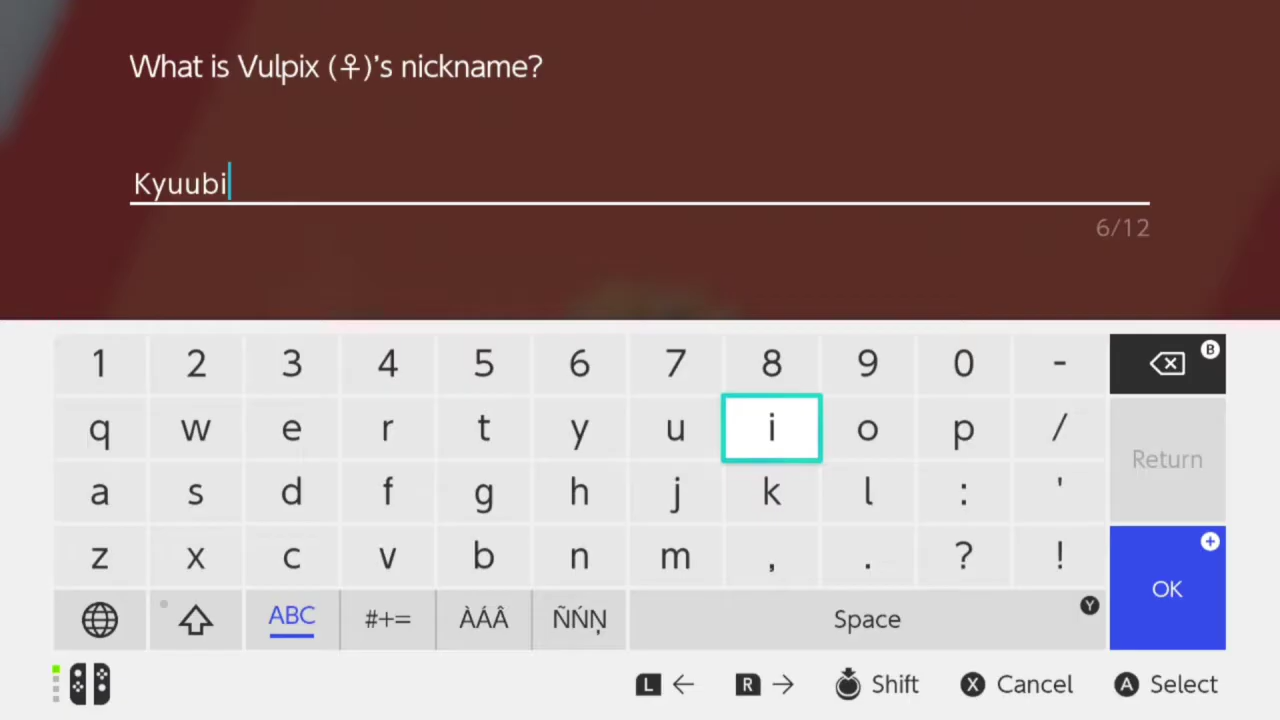 What is Vulpix (♀)'s nickname?
Kyuubi
6/12
1 2 3 4 5 6 7 8 9 0 -
B
q w e r t y u i o p /
Return
a s d f g h j k l : '
z x c v b n m , . ? !
+
OK
ABC #+= ÀÁÂ ÑŃŅ Space Y
L ← R → Shift X Cancel A Select